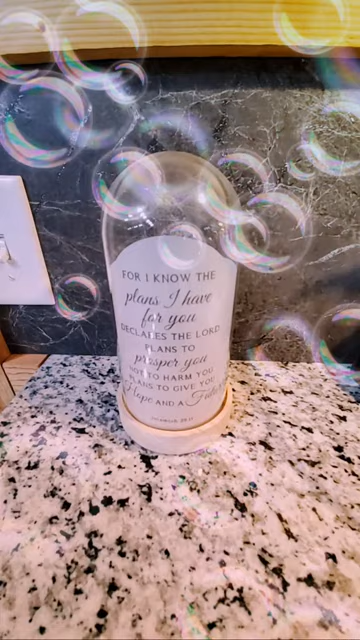 FOR I KNOW THE
plans I have
for you
DECLARES THE LORD
PLANS TO
prosper you
NOT TO HARM YOU
PLANS TO GIVE YOU
Hope AND A Future